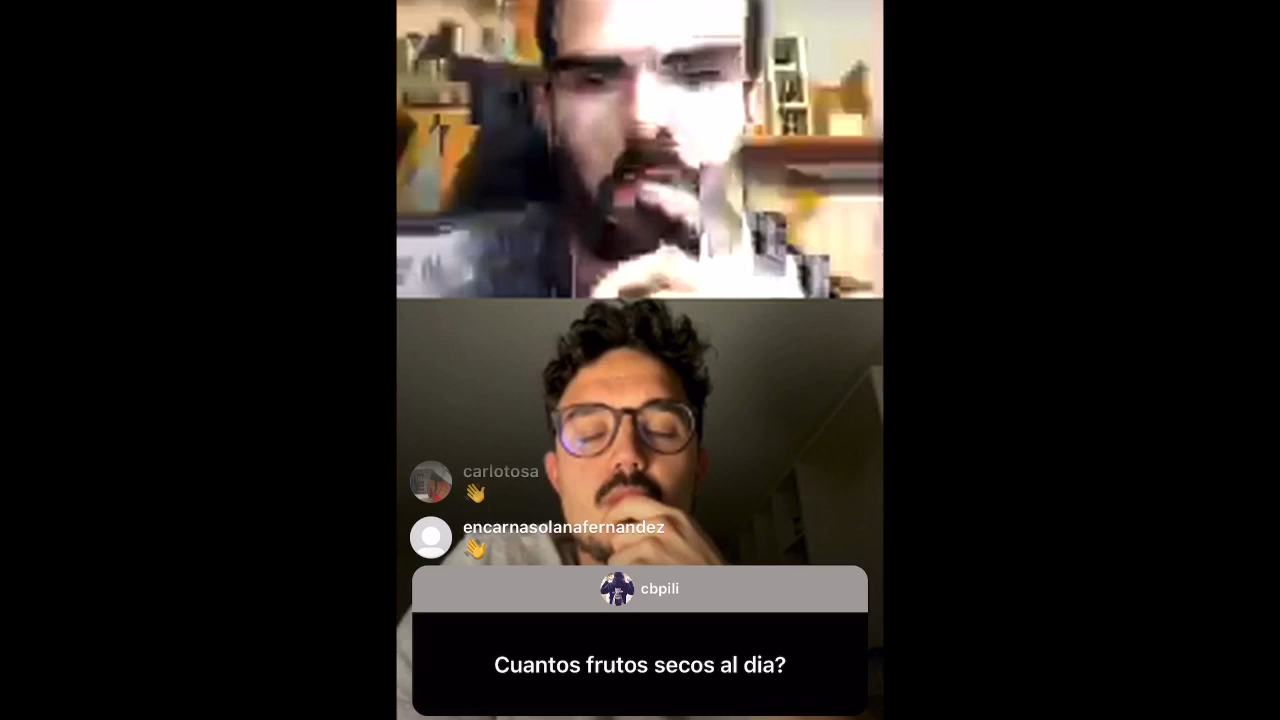 carlotosa
👋
encarnasolanafernandez
👋
cbpili
Cuantos frutos secos al dia?